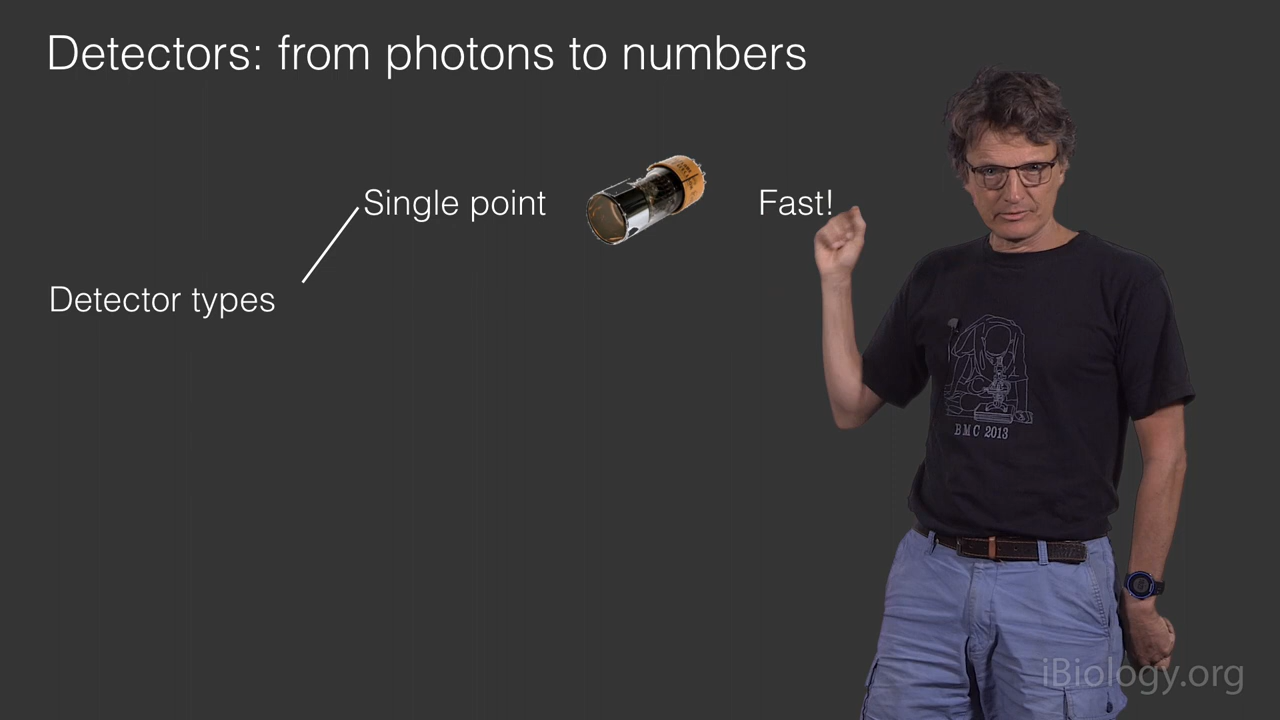 Detectors: from photons to numbers
Single point
Fast!
Detector types
BMC 2013
iBiology.org